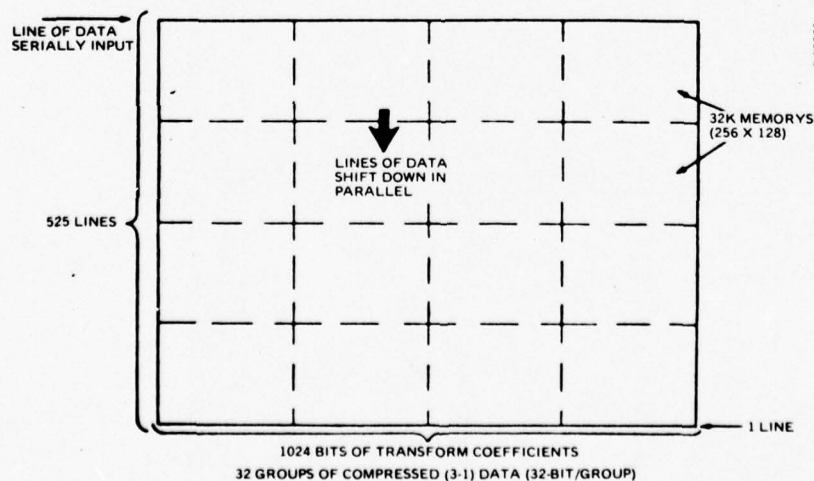 LINE OF DATA
SERIALLY INPUT
32K MEMORYS
(256 X 128)
LINES OF DATA
SHIFT DOWN IN
PARALLEL
525 LINES
1 LINE
1024 BITS OF TRANSFORM COEFFICIENTS
32 GROUPS OF COMPRESSED (3-1) DATA (32-BIT/GROUP)